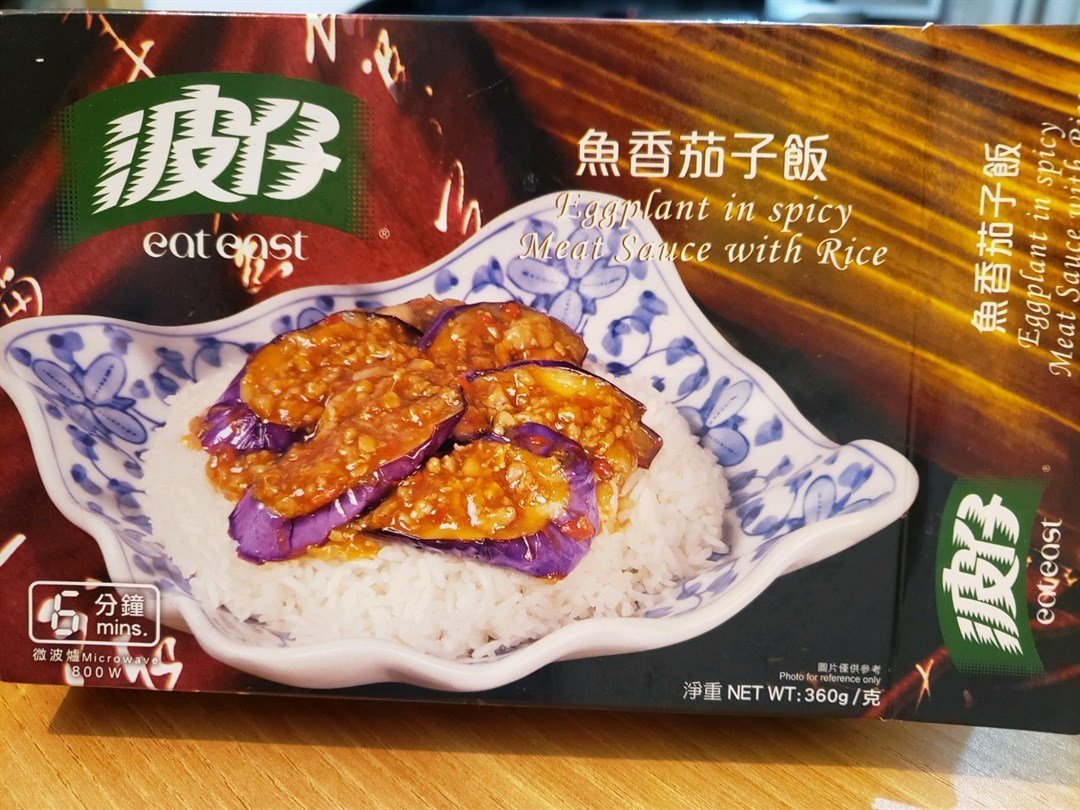 波仔
eat east
®
魚香茄子飯
Eggplant in spicy
Meat Sauce with Rice
6 分鐘
mins.
微波爐 Microwave
800W
圖片僅供參考
Photo for reference only
淨重 NET WT: 360g/克
魚香茄子飯
Eggplant in spicy
Meat Sauce with
波仔
eat east
®